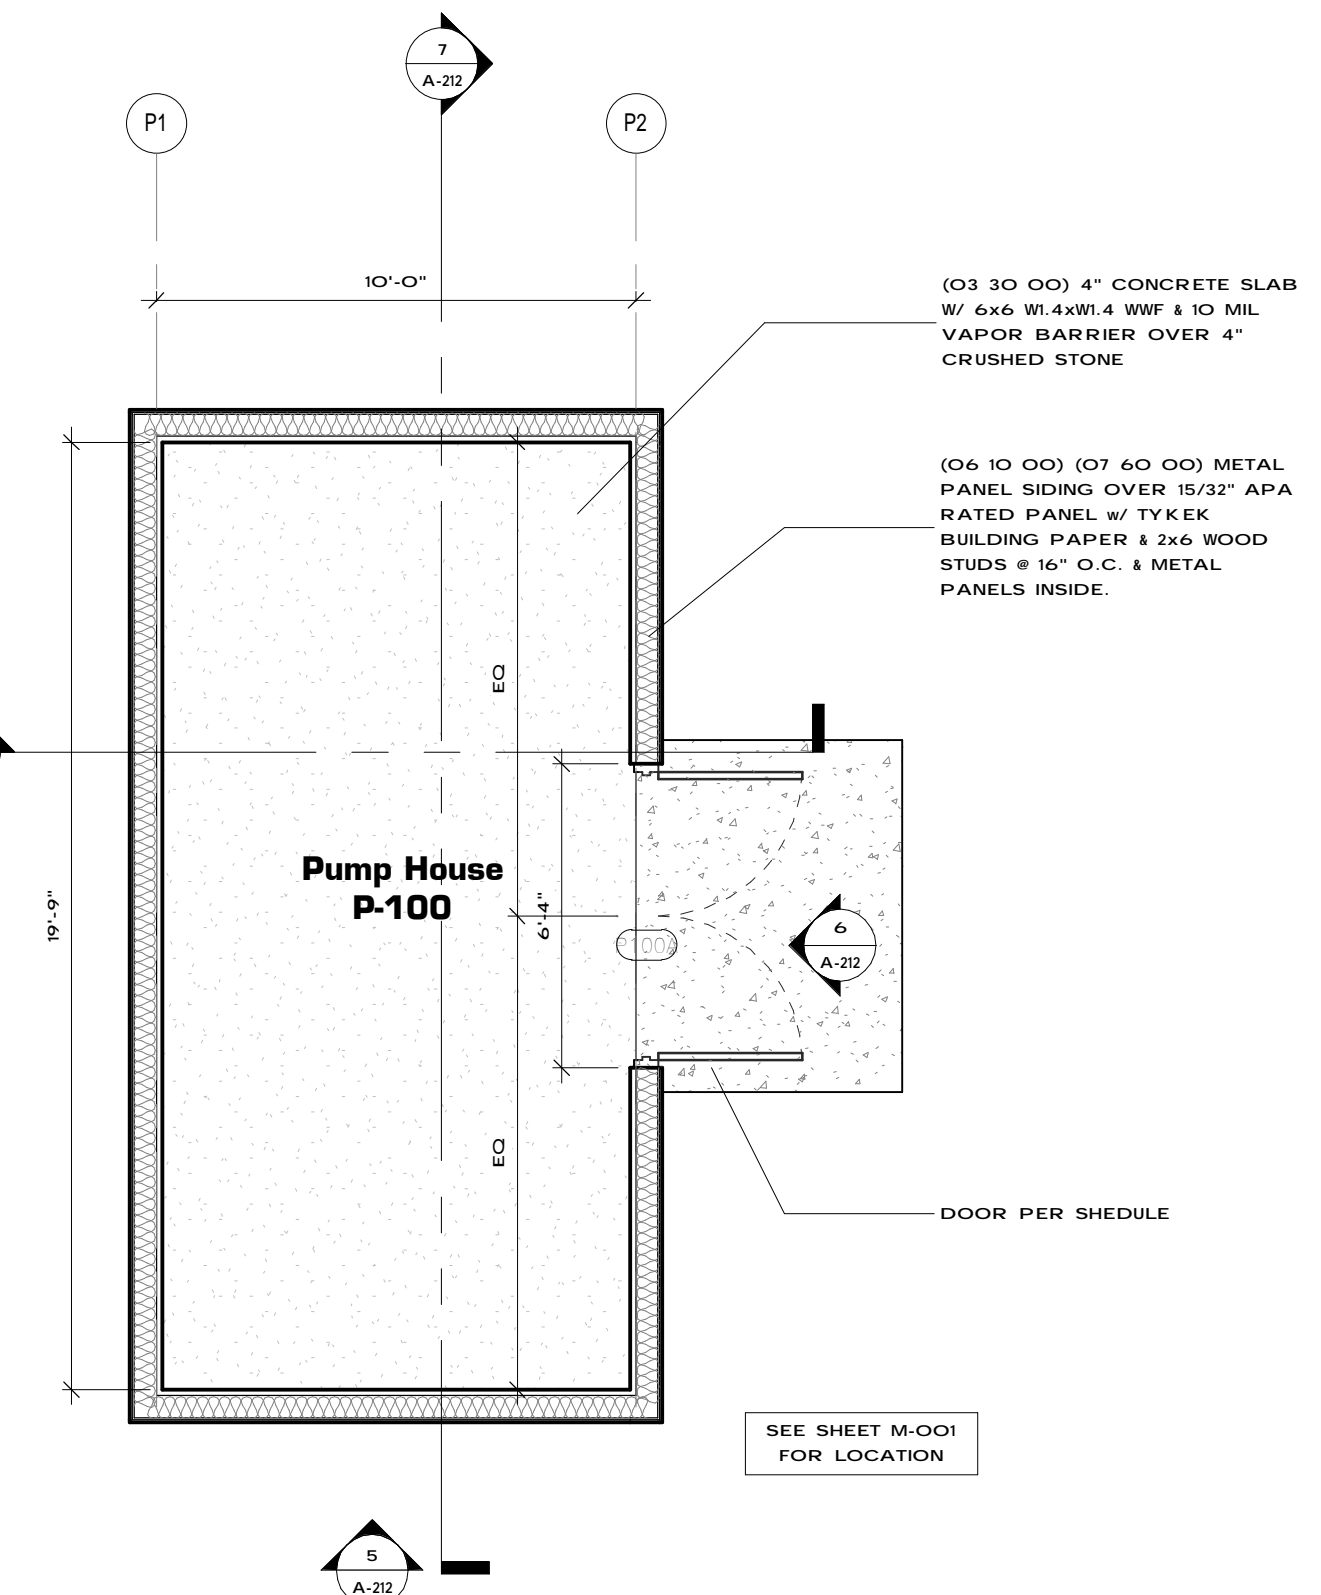 7
A-212
P1
P2
10'-0"
(03 30 00) 4" CONCRETE SLAB
W/ 6x6 W1.4xW1.4 WWF & 10 MIL
VAPOR BARRIER OVER 4"
CRUSHED STONE
(06 10 00) (07 60 00) METAL
PANEL SIDING OVER 15/32" APA
RATED PANEL w/ TYKEK
BUILDING PAPER & 2x6 WOOD
STUDS @ 16" O.C. & METAL
PANELS INSIDE.
EQ
Pump House
P-100
19'-9"
6'-4"
P100A
6
A-212
EQ
DOOR PER SHEDULE
SEE SHEET M-001
FOR LOCATION
5
A-212